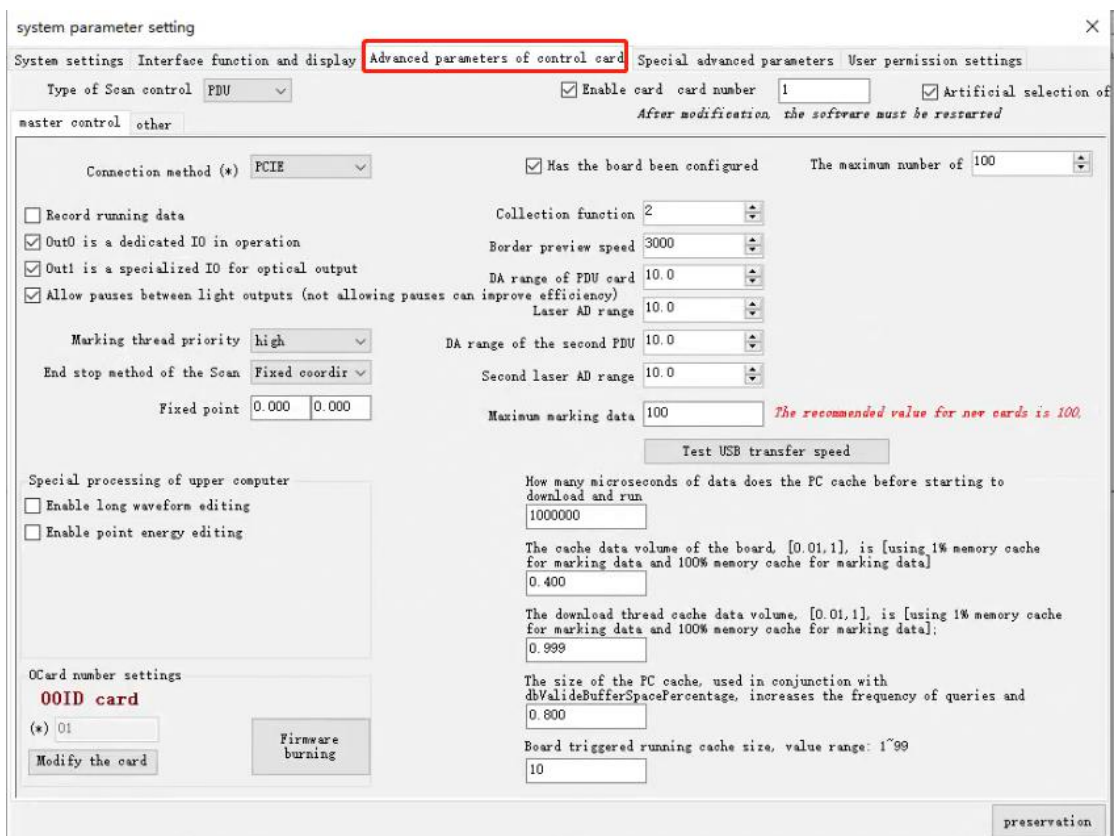 system parameter setting
System settings Interface function and display Advanced parameters of control card Special advanced parameters User permission settings
Type of Scan control PDU Enable card card number 1 Artificial selection of
After modification, the software must be restarted
master control other
Connection method (*) PCIE Has the board been configured The maximum number of 100
Record running data Collection function 2
Out0 is a dedicated IO in operation Border preview speed 3000
Out1 is a specialized IO for optical output DA range of PDU card 10.0
Allow pauses between light outputs (not allowing pauses can improve efficiency)
Laser AD range 10.0
Marking thread priority high DA range of the second PDU 10.0
End stop method of the Scan Fixed coordir Second laser AD range 10.0
Fixed point 0.000 0.000 Maximum marking data 100 The recommended value for new cards is 100,
Test USB transfer speed
Special processing of upper computer
Enable long waveform editing
Enable point energy editing
How many microseconds of data does the PC cache before starting to
download and run
1000000
The cache data volume of the board, [0.01,1], is [using 1% memory cache
for marking data and 100% memory cache for marking data]
0.400
The download thread cache data volume, [0.01,1], is [using 1% memory cache
for marking data and 100% memory cache for marking data];
0.999
The size of the PC cache, used in conjunction with
dbValideBufferSpacePercentage, increases the frequency of queries and
0.800
Board triggered running cache size, value range: 1~99
10
OCard number settings
OOID card
(*) 01
Modify the card
Firmware
burning
preservation